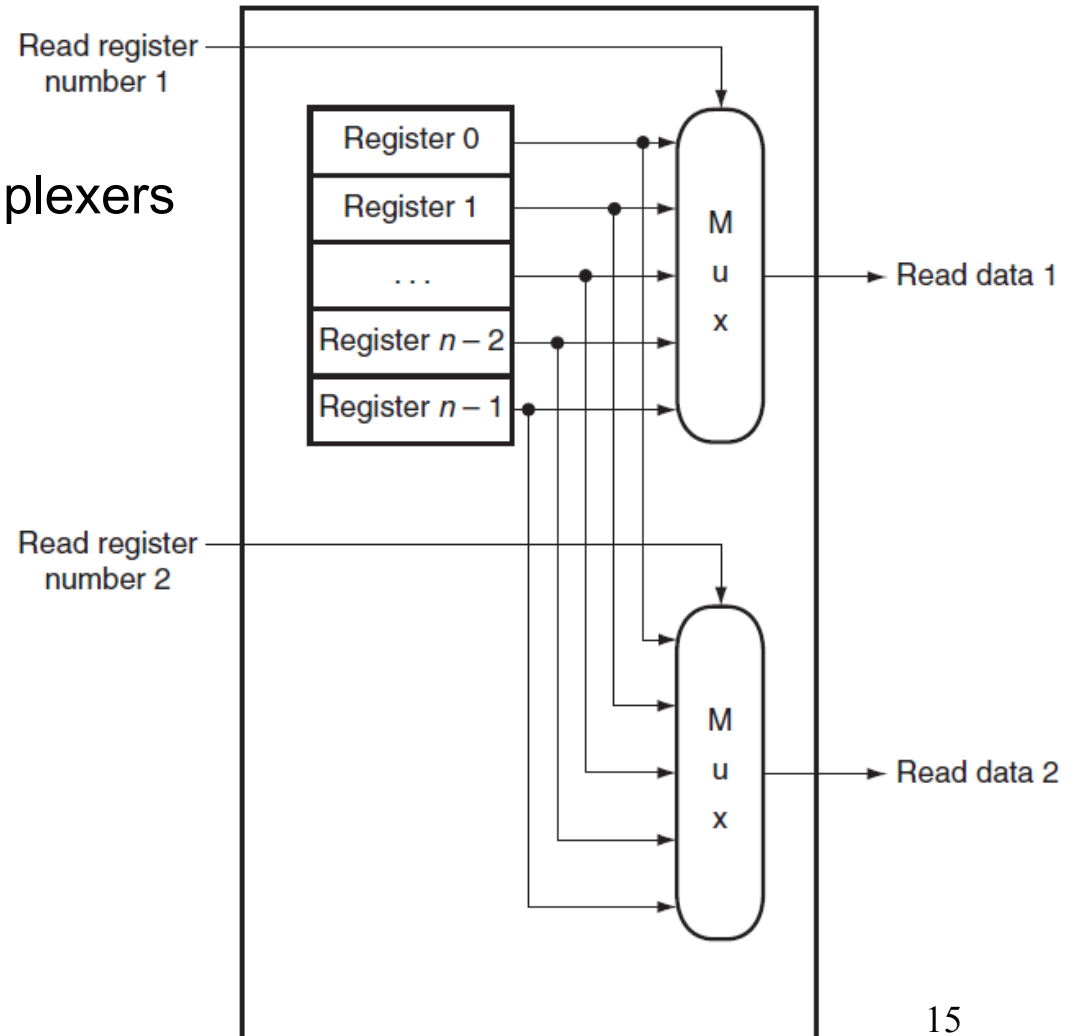 Read register
number 1
plexers
Register 0
Register 1
. . .
Register n – 2
Register n – 1
M
u
x
Read data 1
Read register
number 2
M
u
x
Read data 2
15